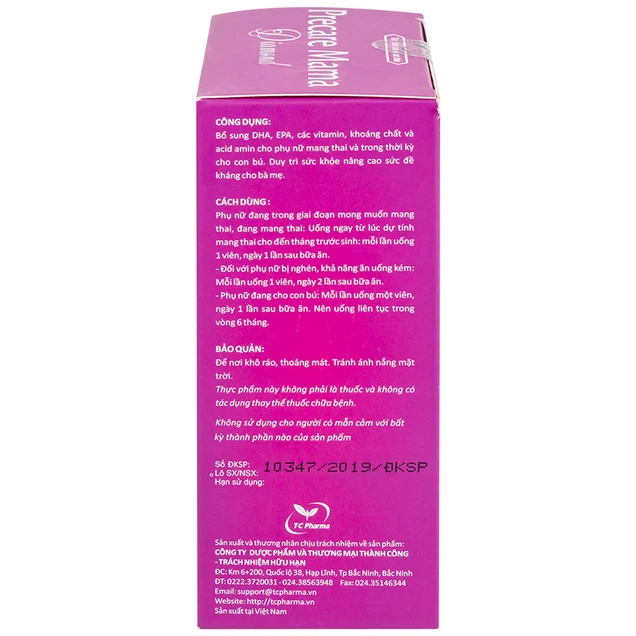 Precare Mama
Diamond
CÔNG DỤNG:
Bổ sung DHA, EPA, các vitamin, khoáng chất và
acid amin cho phụ nữ mang thai và trong thời kỳ
cho con bú. Duy trì sức khỏe nâng cao sức đề
kháng cho bà mẹ.
CÁCH DÙNG :
Phụ nữ đang trong giai đoạn mong muốn mang
thai, đang mang thai: Uống ngay từ lúc dự tính
mang thai cho đến tháng trước sinh: mỗi lần uống
1 viên, ngày 1 lần sau bữa ăn.
- Đối với phụ nữ bị nghén, khả năng ăn uống kém:
Mỗi lần uống 1 viên, ngày 2 lần sau bữa ăn.
- Phụ nữ đang cho con bú: Mỗi lần uống một viên,
ngày 1 lần sau bữa ăn. Nên uống liên tục trong
vòng 6 tháng.
BẢO QUẢN:
Để nơi khô ráo, thoáng mát. Tránh ánh nắng mặt
trời.
Thực phẩm này không phải là thuốc và không có
tác dụng thay thế thuốc chữa bệnh.
Không sử dụng cho người có mẫn cảm với bất
kỳ thành phần nào của sản phẩm
Số ĐKSP: 10347/2019/ĐKSP
Lô SX/NSX:
Hạn sử dụng:
TC Pharma
Sản xuất và thương nhân chịu trách nhiệm về sản phẩm:
CÔNG TY DƯỢC PHẨM VÀ THƯƠNG MẠI THÀNH CÔNG
- TRÁCH NHIỆM HỮU HẠN
ĐC: Km 6+200, Quốc lộ 38, Hạp Lĩnh, Tp Bắc Ninh, Bắc Ninh
ĐT: 0222.3720031 - 024.38563948 Fax: 024.35146344
Email: support@tcpharma.vn
Website: http://tcpharma.vn
Sản xuất tại Việt Nam